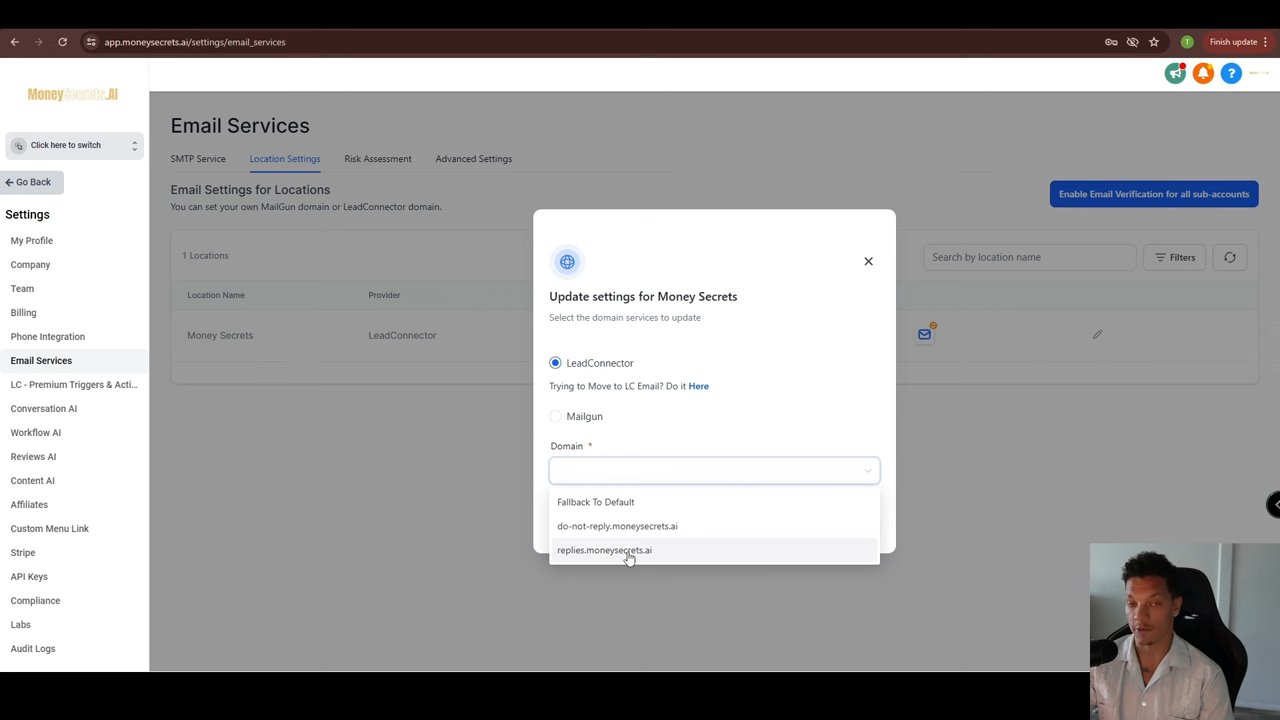 app.moneysecrets.ai/settings/email_services
Finish update
T
MoneySecrets.AI
Click here to switch
Go Back
Settings
My Profile
Company
Team
Billing
Phone Integration
Email Services
LC - Premium Triggers & Acti...
Conversation AI
Workflow AI
Reviews AI
Content AI
Affiliates
Custom Menu Link
Stripe
API Keys
Compliance
Labs
Audit Logs
Email Services
SMTP Service Location Settings Risk Assessment Advanced Settings
Email Settings for Locations
You can set your own MailGun domain or LeadConnector domain.
Enable Email Verification for all sub-accounts
1 Locations
Search by location name
Filters
Location Name Provider
Money Secrets LeadConnector
Update settings for Money Secrets
Select the domain services to update
LeadConnector
Trying to Move to LC Email? Do it Here
Mailgun
Domain *
Fallback To Default
do-not-reply.moneysecrets.ai
replies.moneysecrets.ai